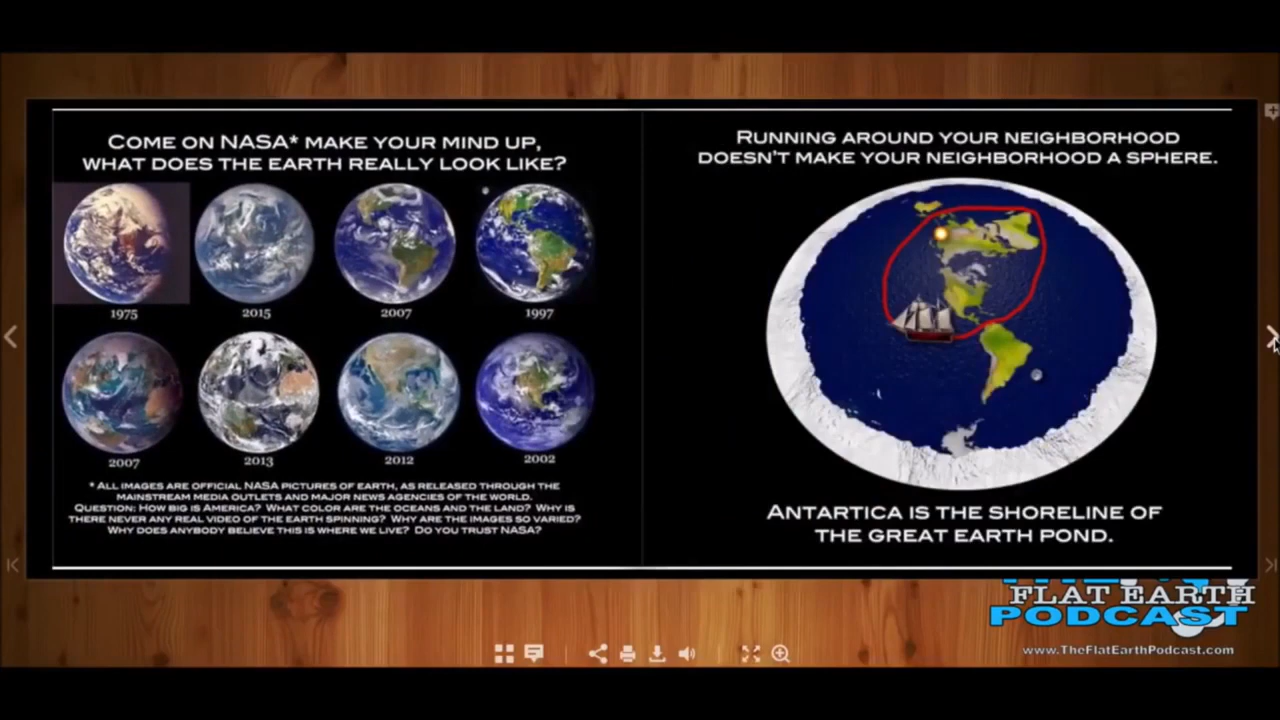 COME ON NASA* MAKE YOUR MIND UP,
WHAT DOES THE EARTH REALLY LOOK LIKE?
1975
2015
2007
1997
2007
2013
2012
2002
* ALL IMAGES ARE OFFICIAL NASA PICTURES OF EARTH, AS RELEASED THROUGH THE
MAINSTREAM MEDIA OUTLETS AND MAJOR NEWS AGENCIES OF THE WORLD.
QUESTION: HOW BIG IS AMERICA? WHAT COLOR ARE THE OCEANS AND THE LAND? WHY IS
THERE NEVER ANY REAL VIDEO OF THE EARTH SPINNING? WHY ARE THE IMAGES SO VARIED?
WHY DOES ANYBODY BELIEVE THIS IS WHERE WE LIVE? DO YOU TRUST NASA?
RUNNING AROUND YOUR NEIGHBORHOOD
DOESN'T MAKE YOUR NEIGHBORHOOD A SPHERE.
ANTARTICA IS THE SHORELINE OF
THE GREAT EARTH POND.
THE
FLAT EARTH
PODCAST
www.TheFlatEarthPodcast.com